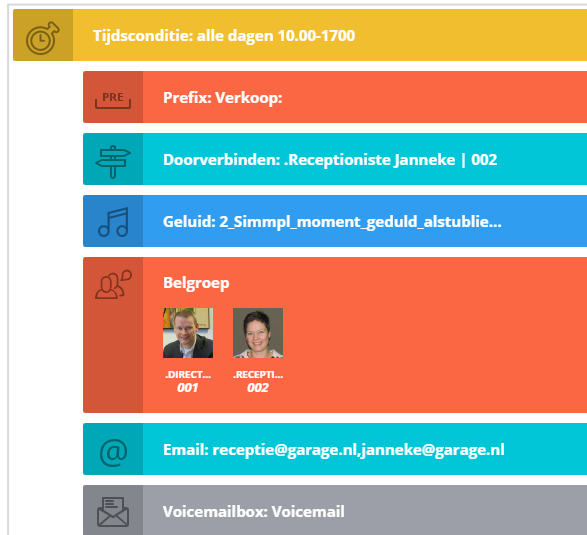 Tijdsconditie: alle dagen 10.00-1700
PRE
Prefix: Verkoop:
Doorverbinden: .Receptioniste Janneke | 002
Geluid: 2_Simmpl_moment_geduld_alstublie...
Belgroep
.DIRECT... .RECEPTI...
001 002
@
Email: receptie@garage.nl,janneke@garage.nl
Voicemailbox: Voicemail